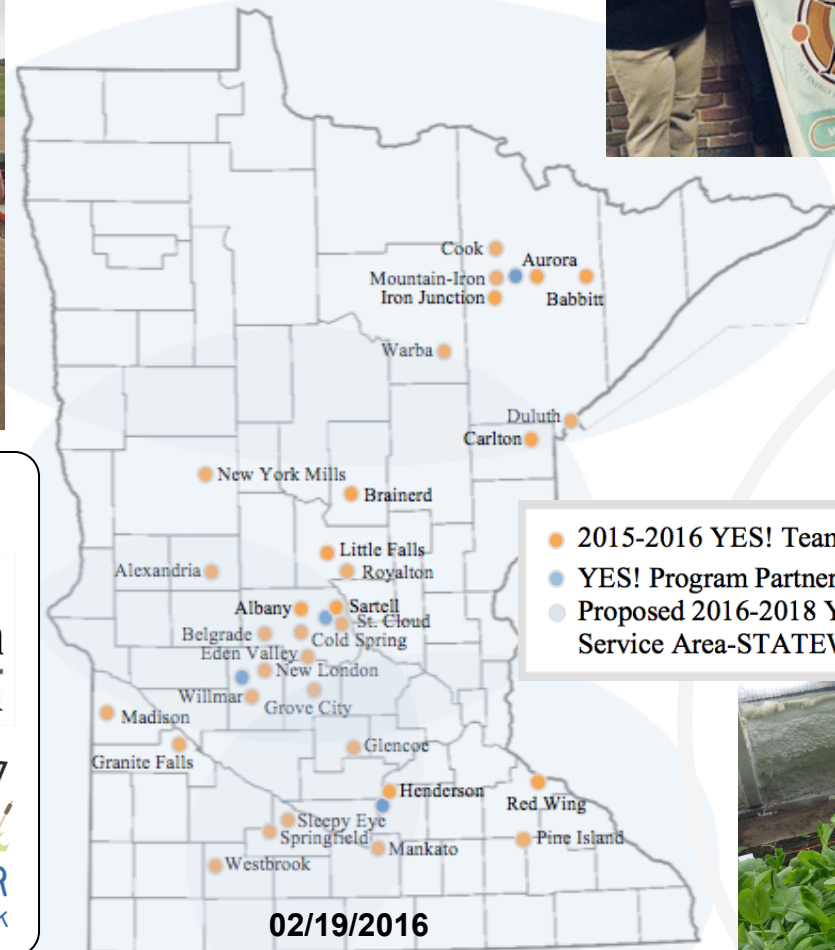 Cook
Aurora
Mountain-Iron
Iron Junction
Babbitt
Warba
Duluth
Carlton
New York Mills
Brainerd
2015-2016 YES! Team
YES! Program Partner
Proposed 2016-2018 Y
Service Area-STATEW
Little Falls
Alexandria
Royalton
Albany
Sartell
St. Cloud
Belgrade
Cold Spring
Eden Valley
New London
Willmar
Grove City
Madison
Glencoe
Granite Falls
Henderson
Red Wing
Sleepy Eye
Springfield
Pine Island
Mankato
Westbrook
02/19/2016